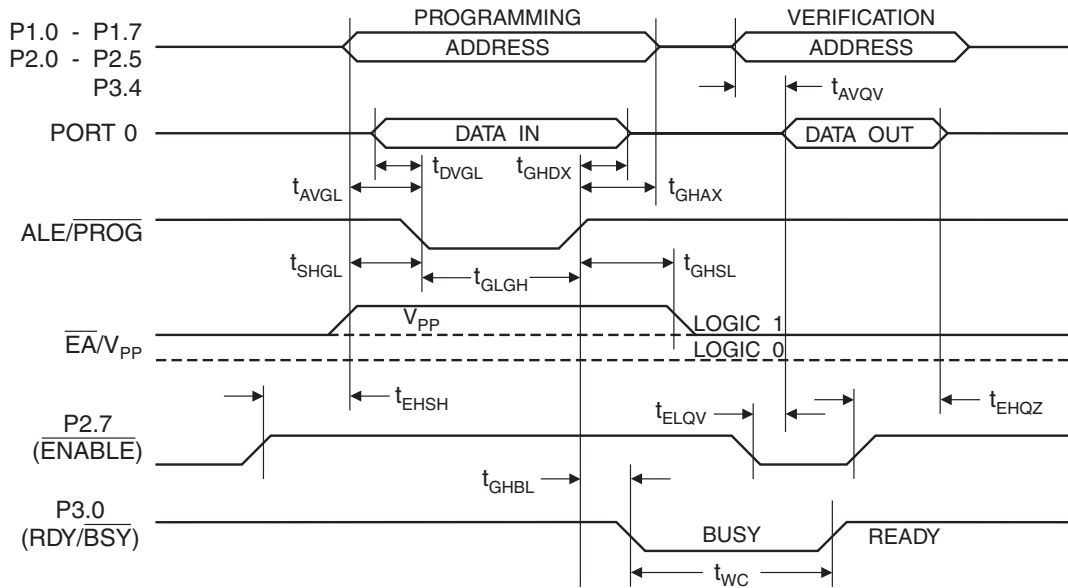 PROGRAMMING VERIFICATION
P1.0 - P1.7
P2.0 - P2.5
P3.4
ADDRESS ADDRESS
tAVQV
PORT 0 DATA IN DATA OUT
tDVGL tGHDX
tAVGL tGHAX
ALE/PROG
tSHGL tGLGH tGHSL
EA/VPP
VPP LOGIC 1
LOGIC 0
tEHSH tELQV tEHQZ
P2.7
(ENABLE)
tGHBL
P3.0
(RDY/BSY)
BUSY READY
tWC